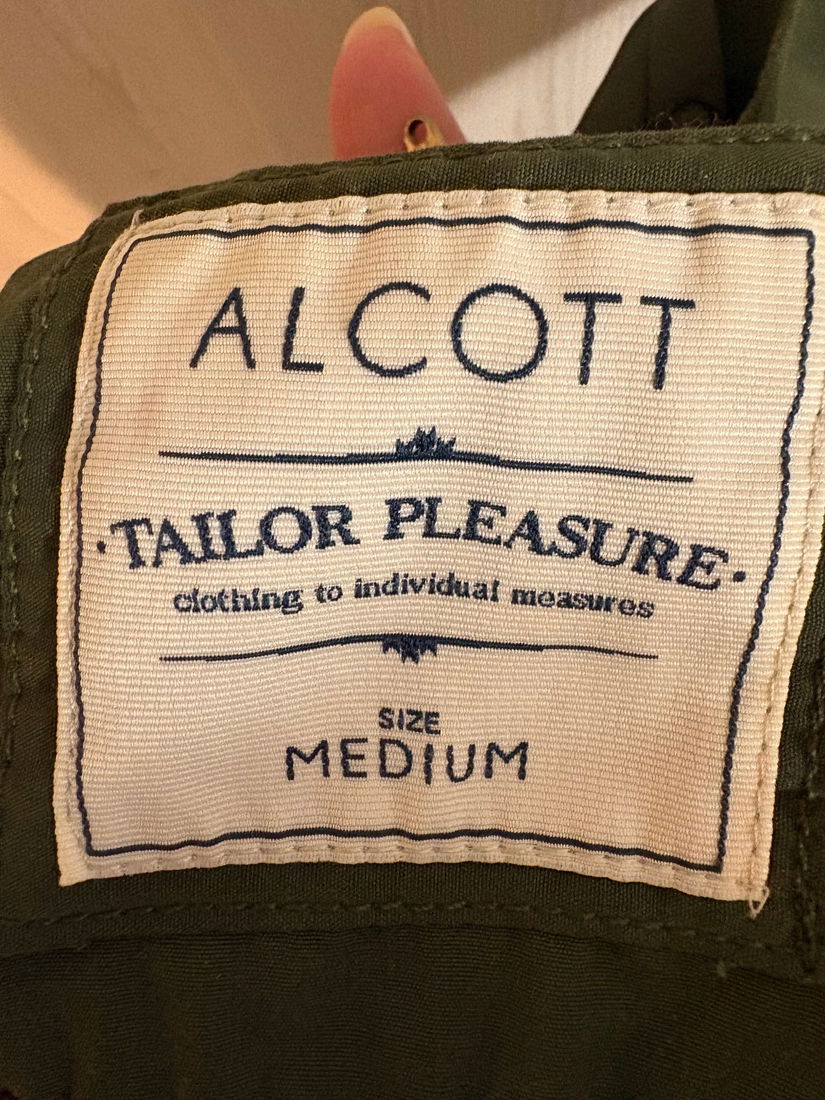 ALCOTT
·TAILOR PLEASURE·
clothing to individual measures
SIZE
MEDIUM